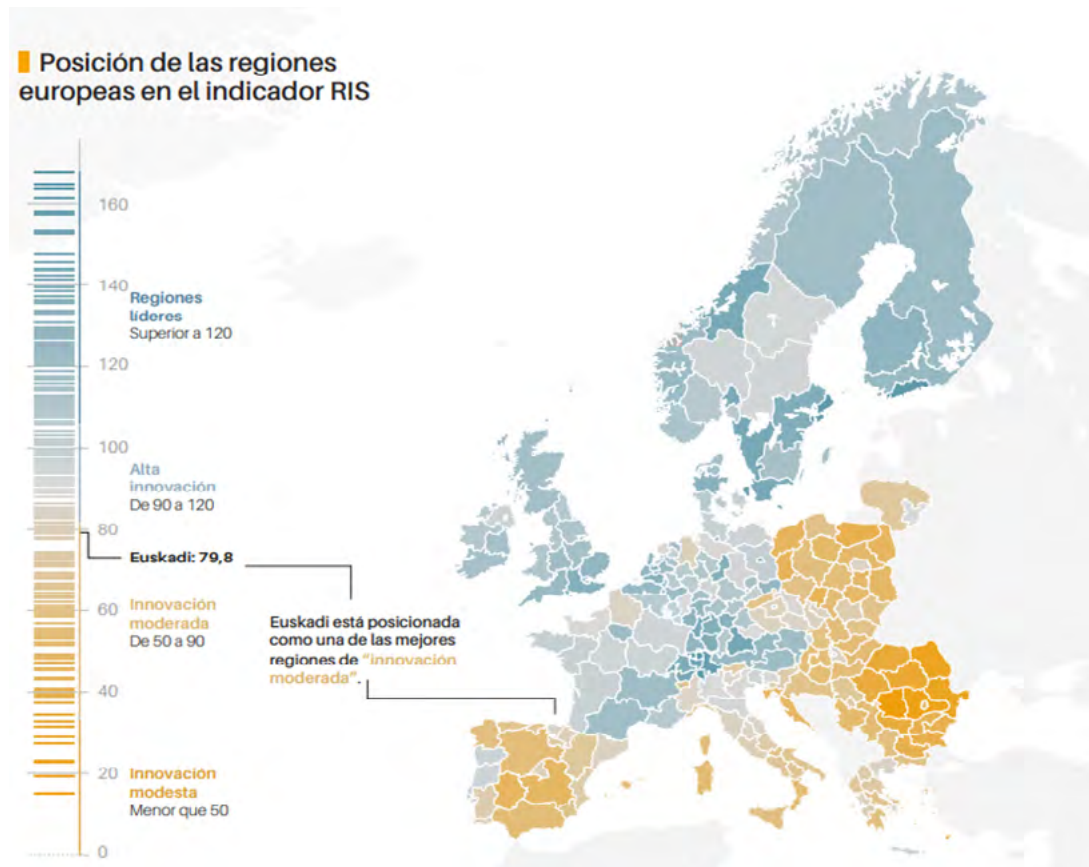 Posición de las regiones
europeas en el indicador RIS
160
140
Regiones
líderes
Superior a 120
120
100
Alta
innovación
De 90 a 120
80
Euskadi: 79,8
60
Innovación
moderada
De 50 a 90
Euskadi está posicionada
como una de las mejores
regiones de “innovación
moderada”.
40
20
Innovación
modesta
Menor que 50
0